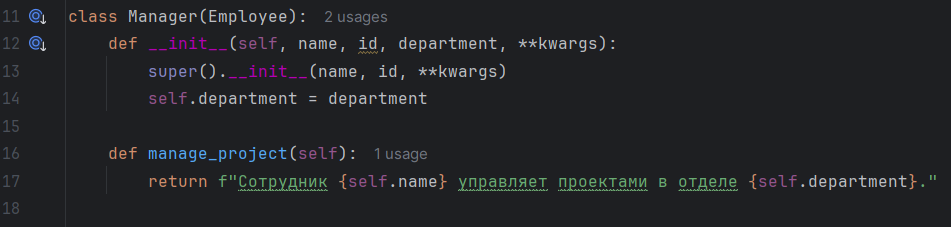 11 class Manager(Employee): 2 usages
12     def __init__(self, name, id, department, **kwargs):
13         super().__init__(name, id, **kwargs)
14         self.department = department
15
16     def manage_project(self): 1 usage
17         return f"Сотрудник {self.name} управляет проектами в отделе {self.department}."
18